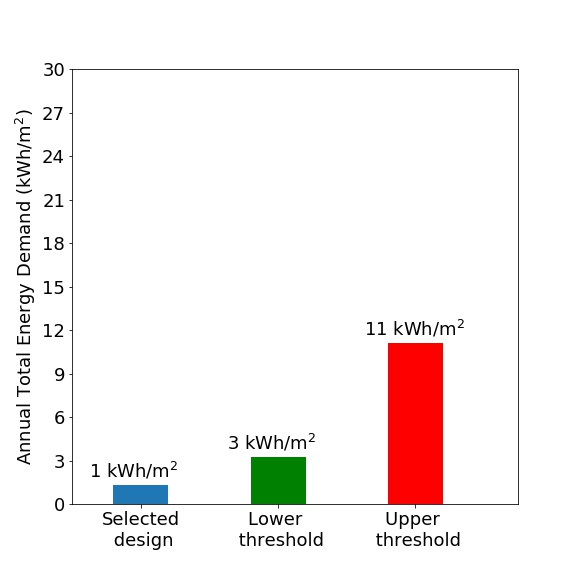 Annual Total Energy Demand (kWh/m²)
30
27
24
21
18
15
12
9
6
3
0
1 kWh/m²
3 kWh/m²
11 kWh/m²
Selected
design
Lower
threshold
Upper
threshold